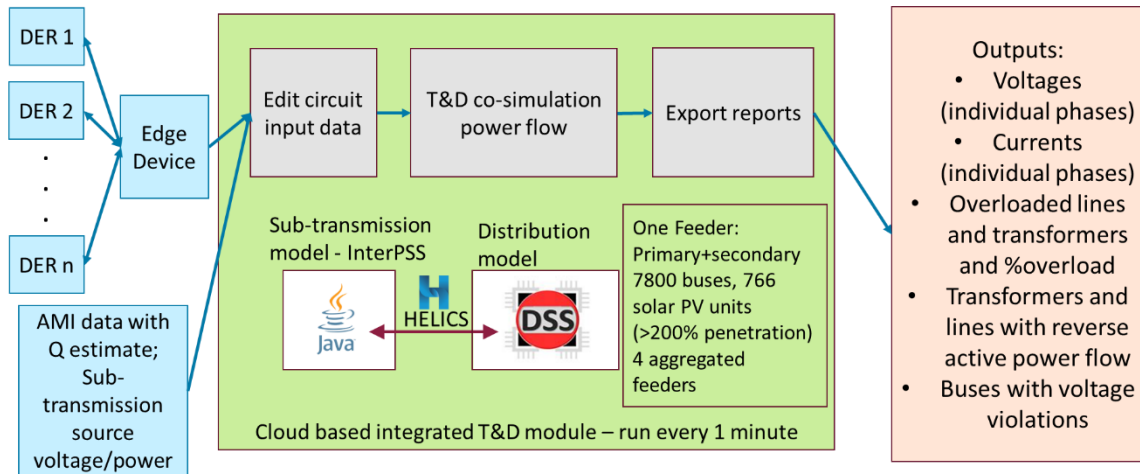 DER 1
DER 2
.
.
.
DER n
Edge
Device
AMI data with
Q estimate;
Sub-
transmission
source
voltage/power
Edit circuit
input data
T&D co-simulation
power flow
Export reports
Sub-transmission
model - InterPSS
Java
HELICS
Distribution
model
DSS
One Feeder:
Primary+secondary
7800 buses, 766
solar PV units
(>200% penetration)
4 aggregated
feeders
Cloud based integrated T&D module – run every 1 minute
Outputs:
• Voltages
(individual phases)
• Currents
(individual phases)
• Overloaded lines
and transformers
and %overload
• Transformers and
lines with reverse
active power flow
• Buses with voltage
violations